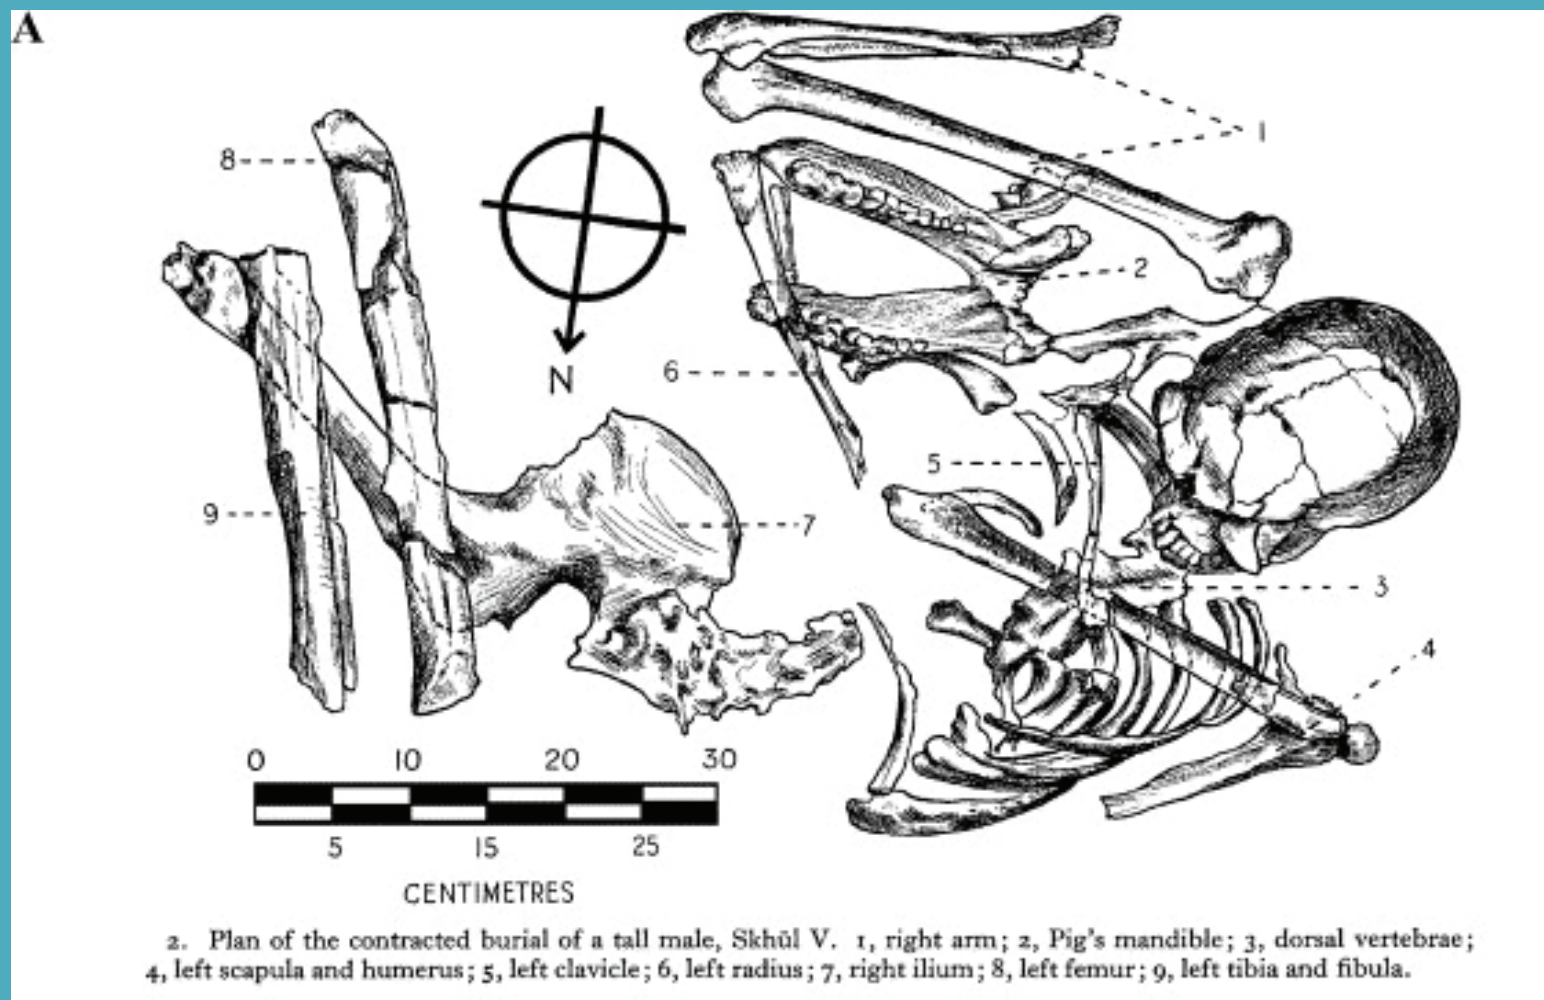 A
1
8
2
N
6
5
9
7
3
4
0 10 20 30
5 15 25
CENTIMETRES
2. Plan of the contracted burial of a tall male, Skhūl V. 1, right arm; 2, Pig's mandible; 3, dorsal vertebrae;
4, left scapula and humerus; 5, left clavicle; 6, left radius; 7, right ilium; 8, left femur; 9, left tibia and fibula.